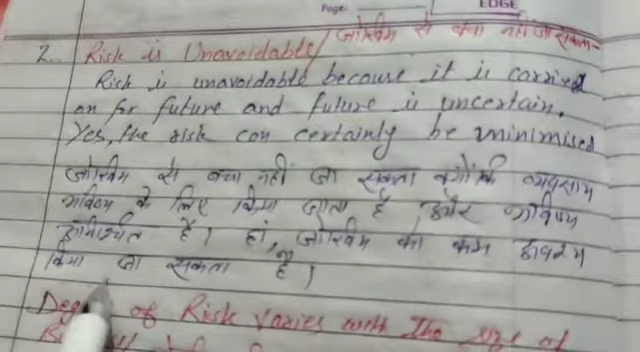 Page: EDGE
2. Risk is Unavoidable/जोखिम से बचा नहीं जा सकता-
Risk is unavoidable because it is carried
on for future and future is uncertain.
Yes, the risk can certainly be minimised
जोखिम से बचा नहीं जा सकता क्योंकि व्यवसाय
भविष्य के लिए किया जाता है और भविष्य
अनिश्चित है। हां, जोखिम को कम अवश्य
किया जा सकता है।
of Risk varies with The size of